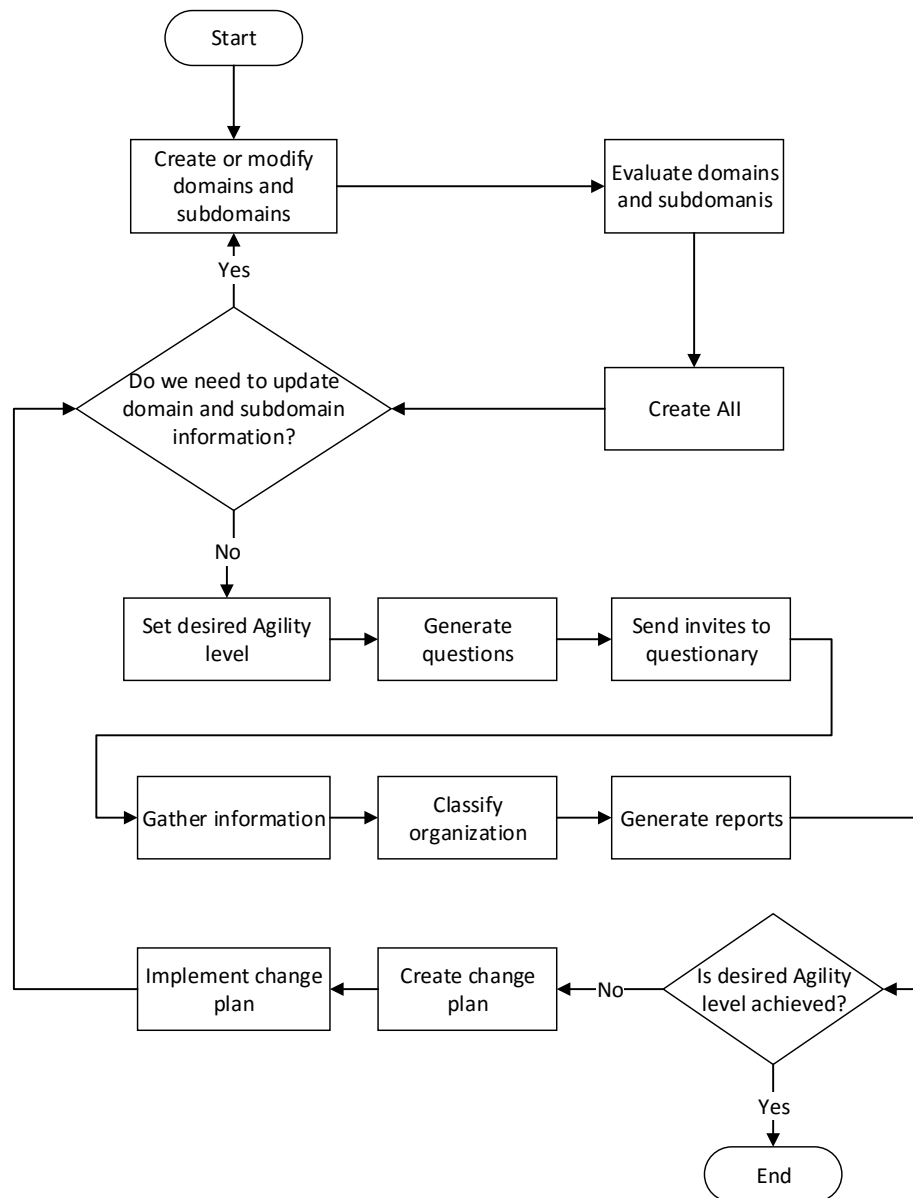 Start
Create or modify
domains and
subdomains
Evaluate domains
and subdomanis
Yes
Do we need to update
domain and subdomain
information?
Create AII
No
Set desired Agility
level
Generate
questions
Send invites to
questionary
Gather information
Classify
organization
Generate reports
Implement change
plan
Create change
plan
No
Is desired Agility
level achieved?
Yes
End